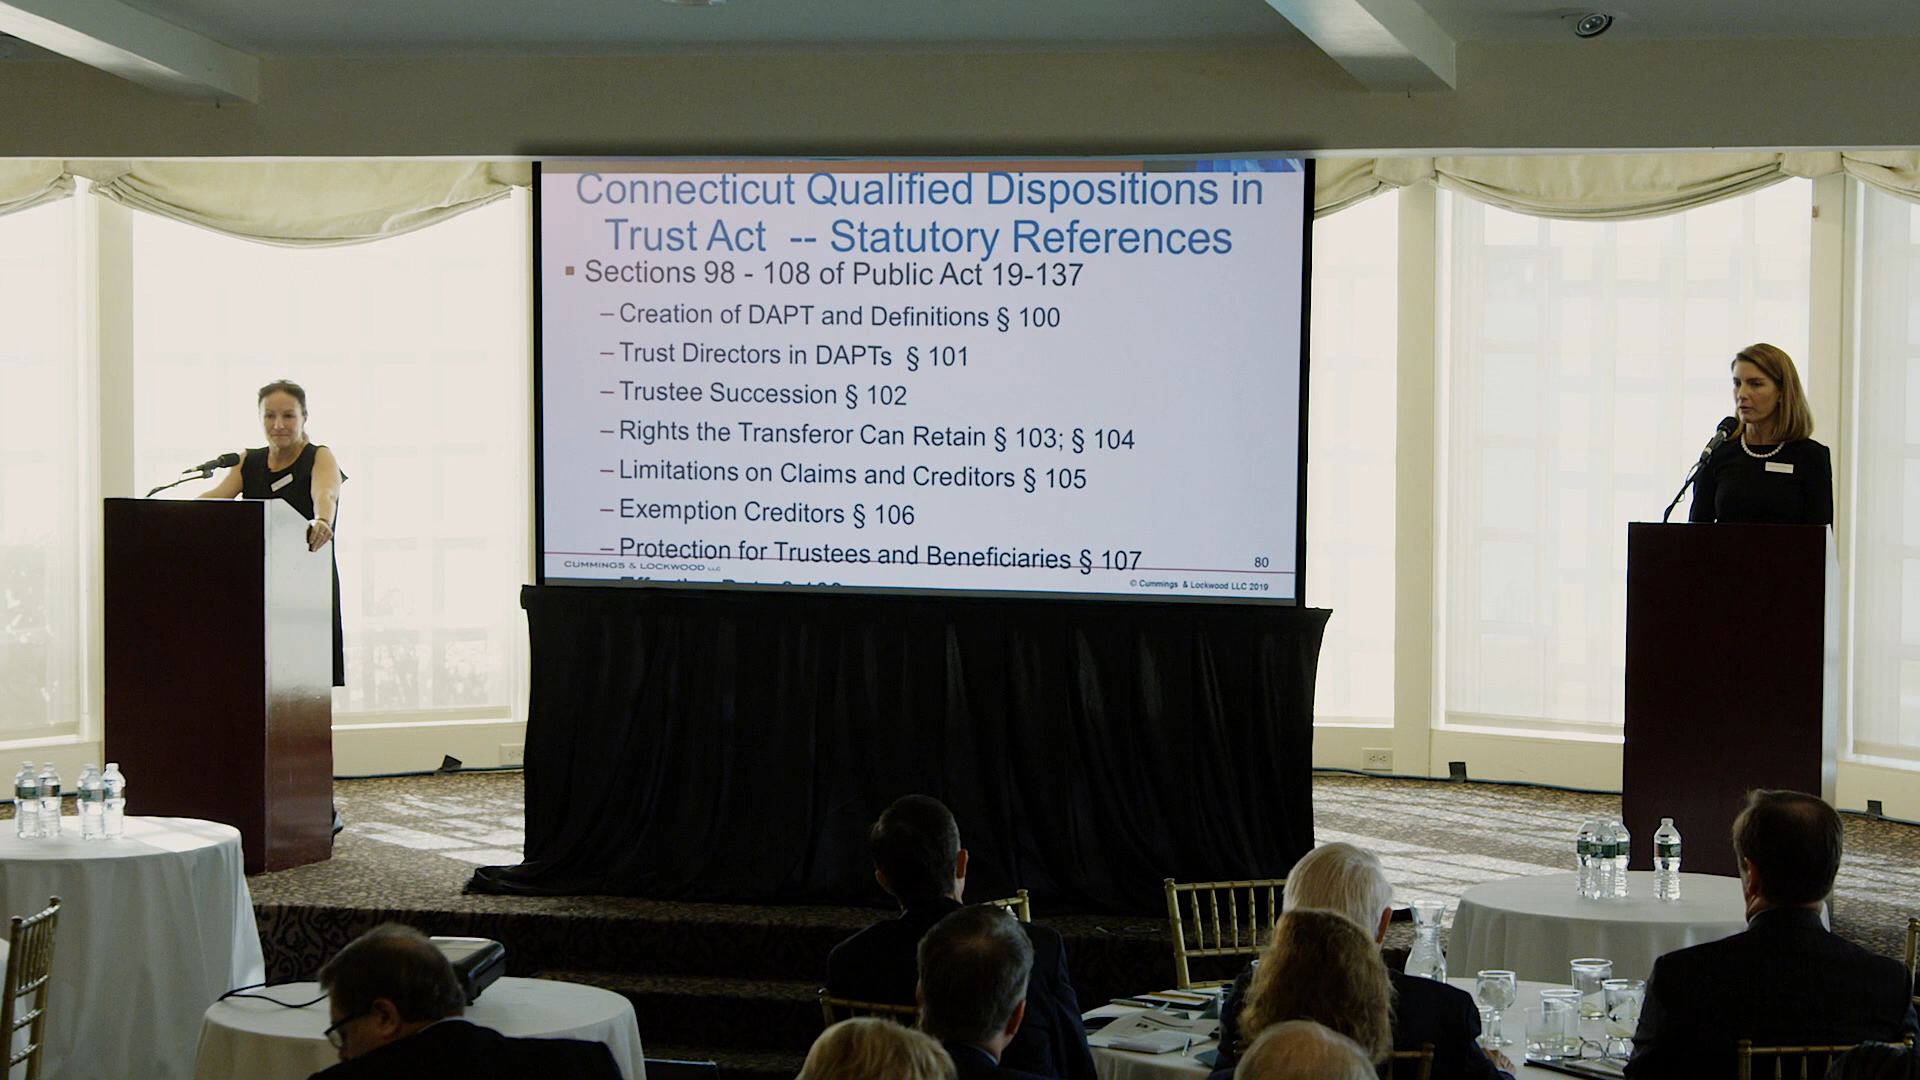 Connecticut Qualified Dispositions in
Trust Act -- Statutory References
▪ Sections 98 - 108 of Public Act 19-137
– Creation of DAPT and Definitions § 100
– Trust Directors in DAPTs § 101
– Trustee Succession § 102
– Rights the Transferor Can Retain § 103; § 104
– Limitations on Claims and Creditors § 105
– Exemption Creditors § 106
– Protection for Trustees and Beneficiaries § 107
CUMMINGS & LOCKWOOD LLC
80
© Cummings & Lockwood LLC 2019